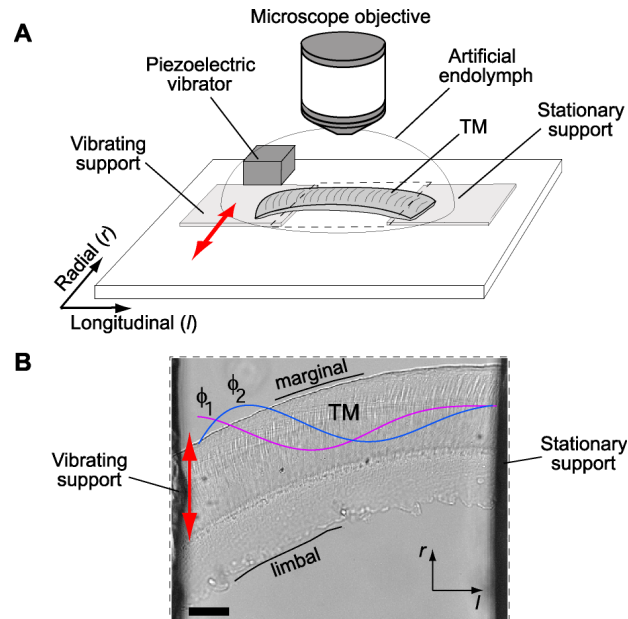 A
Microscope objective
Piezoelectric
vibrator
Artificial
endolymph
TM
Vibrating
support
Stationary
support
Radial (r)
Longitudinal (l)
B
ϕ1
ϕ2
marginal
TM
Vibrating
support
Stationary
support
limbal
r
l